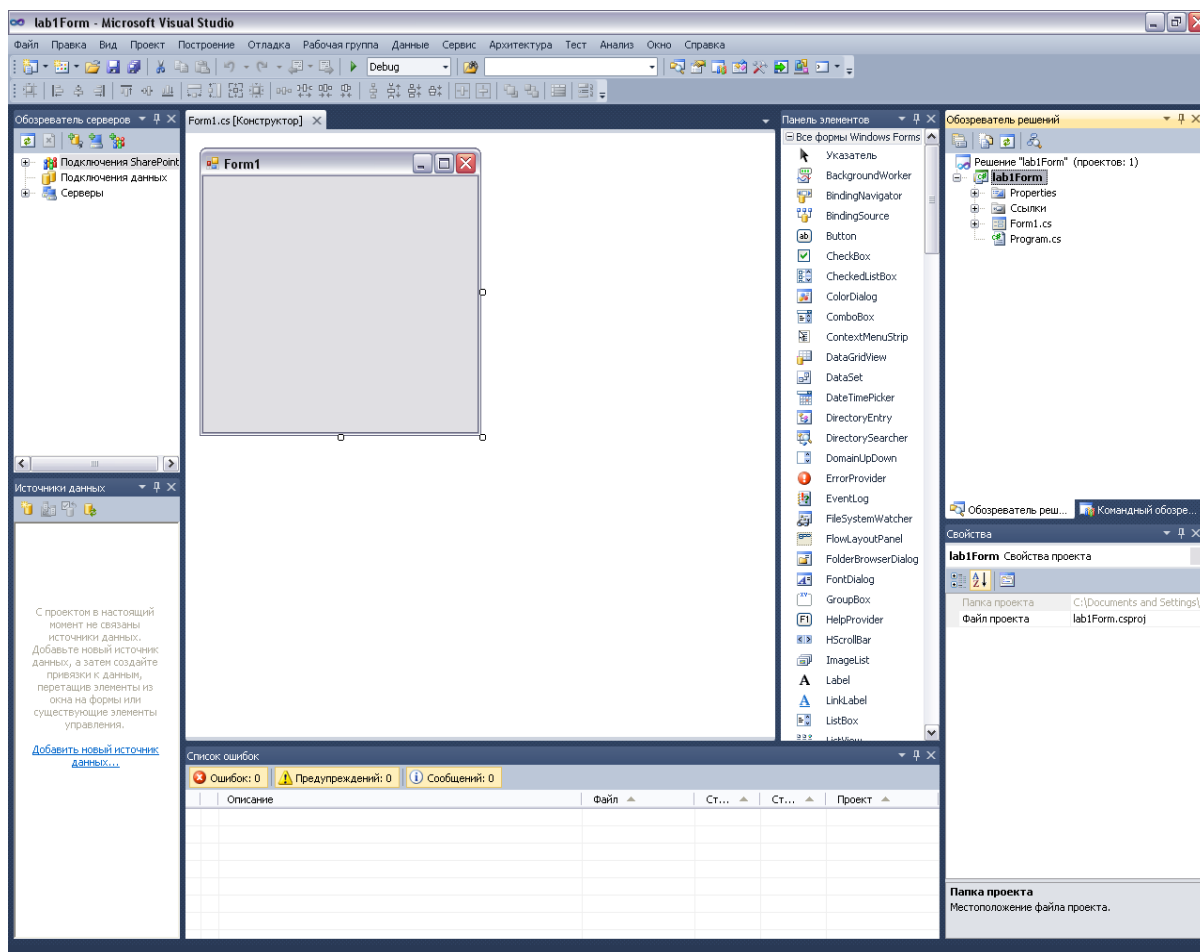 lab1Form - Microsoft Visual Studio
Файл Правка Вид Проект Построение Отладка Рабочая группа Данные Сервис Архитектура Тест Анализ Окно Справка
Debug
Обозреватель серверов
Подключения SharePoint
Подключения данных
Серверы
Источники данных
С проектом в настоящий
момент не связаны
источники данных.
Добавьте новый источник
данных, а затем создайте
привязки к данным,
перетащив элементы из
окна на формы или
существующие элементы
управления.
Добавить новый источник
данных...
Form1.cs [Конструктор]
Form1
Список ошибок
Ошибок: 0 Предупреждений: 0 Сообщений: 0
Описание Файл Ст... Ст... Проект
Панель элементов
Все формы Windows Forms
Указатель
BackgroundWorker
BindingNavigator
BindingSource
Button
CheckBox
CheckedListBox
ColorDialog
ComboBox
ContextMenuStrip
DataGridView
DataSet
DateTimePicker
DirectoryEntry
DirectorySearcher
DomainUpDown
ErrorProvider
EventLog
FileSystemWatcher
FlowLayoutPanel
FolderBrowserDialog
FontDialog
GroupBox
HelpProvider
HScrollBar
ImageList
Label
LinkLabel
ListBox
ListView
Обозреватель решений
Решение "lab1Form" (проектов: 1)
lab1Form
Properties
Ссылки
Form1.cs
Program.cs
Обозреватель реш... Командный обозре...
Свойства
lab1Form Свойства проекта
Папка проекта C:\Documents and Settings\
Файл проекта lab1Form.csproj
Папка проекта
Местоположение файла проекта.